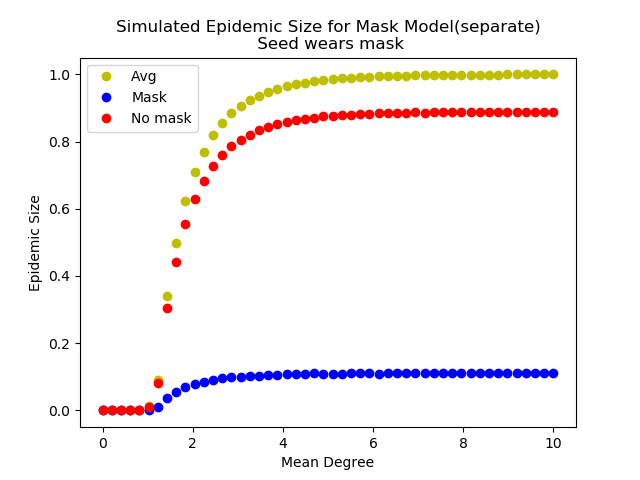 Simulated Epidemic Size for Mask Model(separate)
Seed wears mask
1.0
0.8
0.6
0.4
0.2
0.0
Epidemic Size
Avg
Mask
No mask
0 2 4 6 8 10
Mean Degree